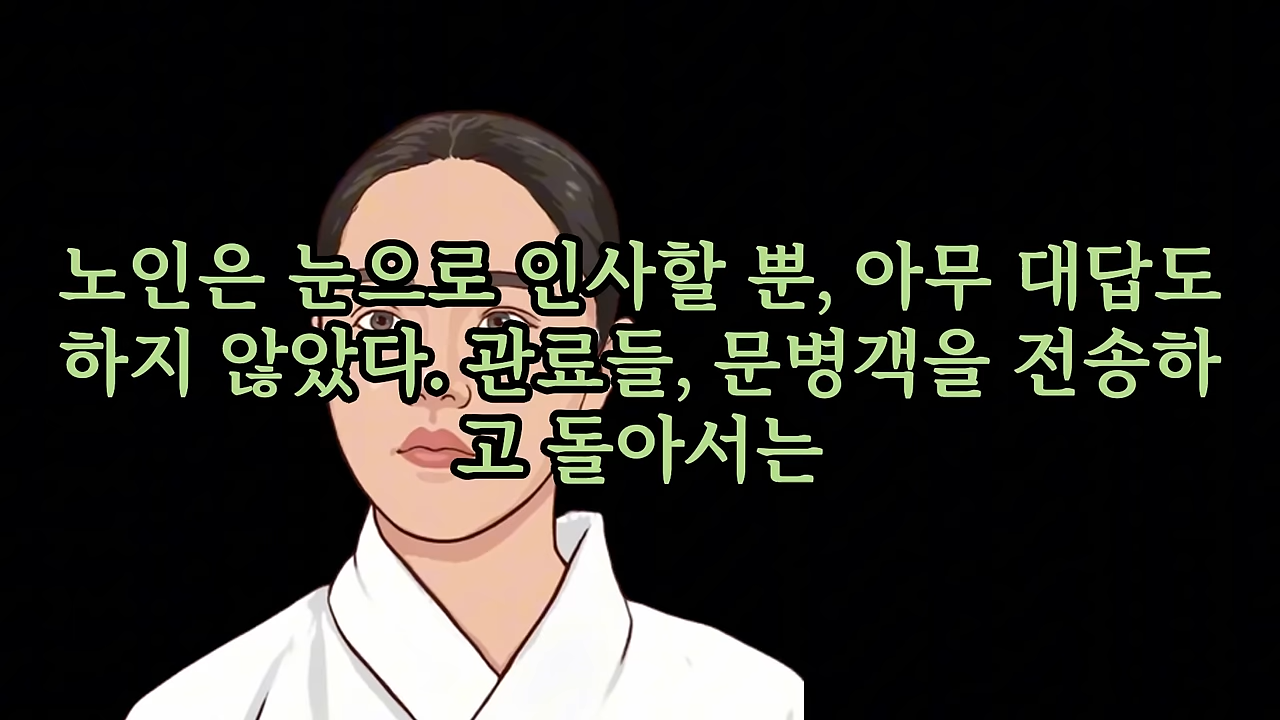 노인은 눈으로 인사할 뿐, 아무 대답도
하지 않았다. 관료들, 문병객을 전송하
고 돌아서는